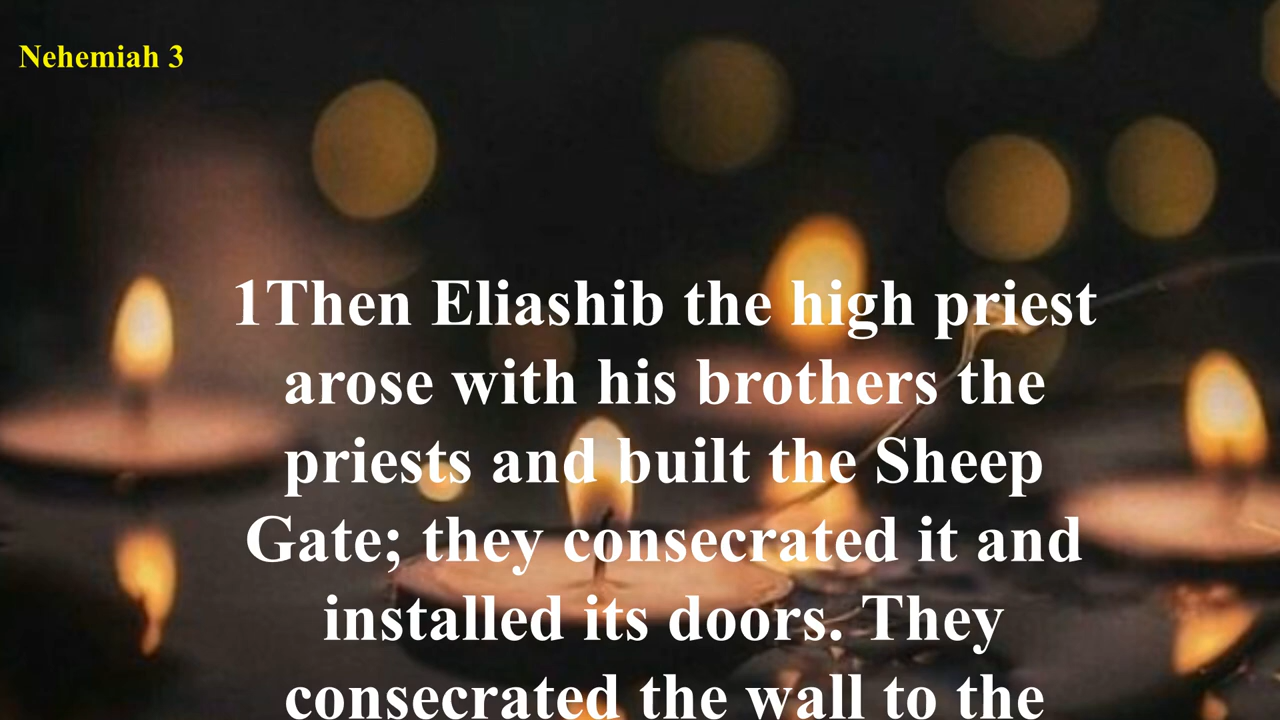 Nehemiah 3
1Then Eliashib the high priest
arose with his brothers the
priests and built the Sheep
Gate; they consecrated it and
installed its doors. They
consecrated the wall to the